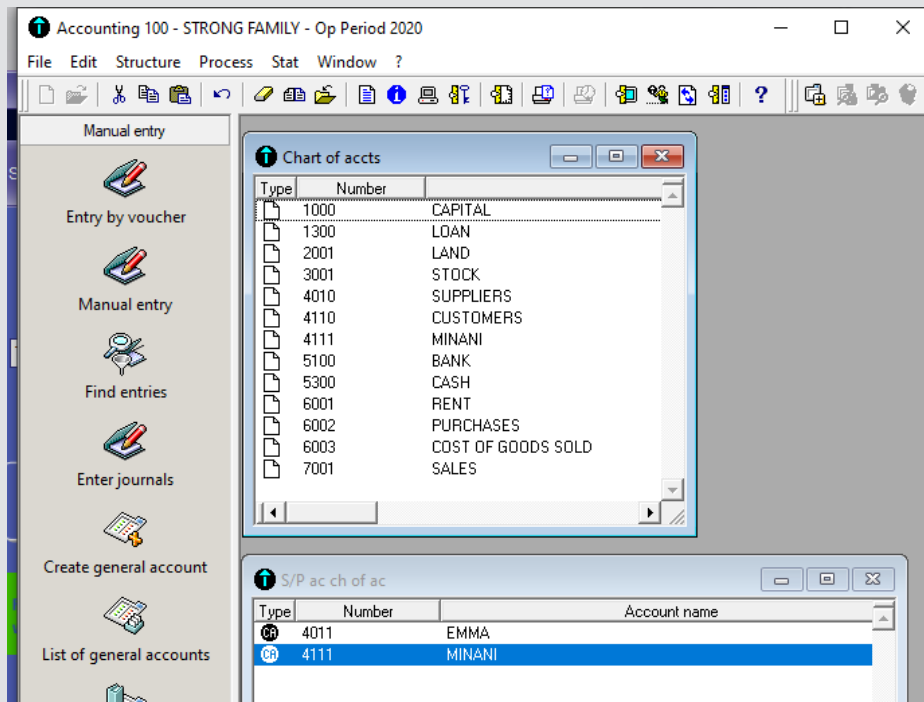 Accounting 100 - STRONG FAMILY - Op Period 2020
File Edit Structure Process Stat Window ?
Manual entry
Entry by voucher
Manual entry
Find entries
Enter journals
Create general account
List of general accounts
Chart of accts
Type Number
1000 CAPITAL
1300 LOAN
2001 LAND
3001 STOCK
4010 SUPPLIERS
4110 CUSTOMERS
4111 MINANI
5100 BANK
5300 CASH
6001 RENT
6002 PURCHASES
6003 COST OF GOODS SOLD
7001 SALES
S/P ac ch of ac
Type Number Account name
CA 4011 EMMA
CA 4111 MINANI